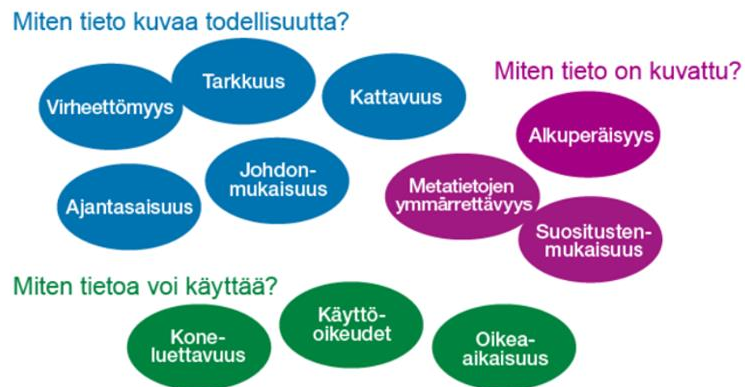 Miten tieto kuvaa todellisuutta?
Virheettömyys
Tarkkuus
Kattavuus
Ajantasaisuus
Johdon-
mukaisuus
Miten tieto on kuvattu?
Alkuperäisyys
Metatietojen
ymmärrettävyys
Suositusten-
mukaisuus
Miten tietoa voi käyttää?
Kone-
luettavuus
Käyttö-
oikeudet
Oikea-
aikaisuus